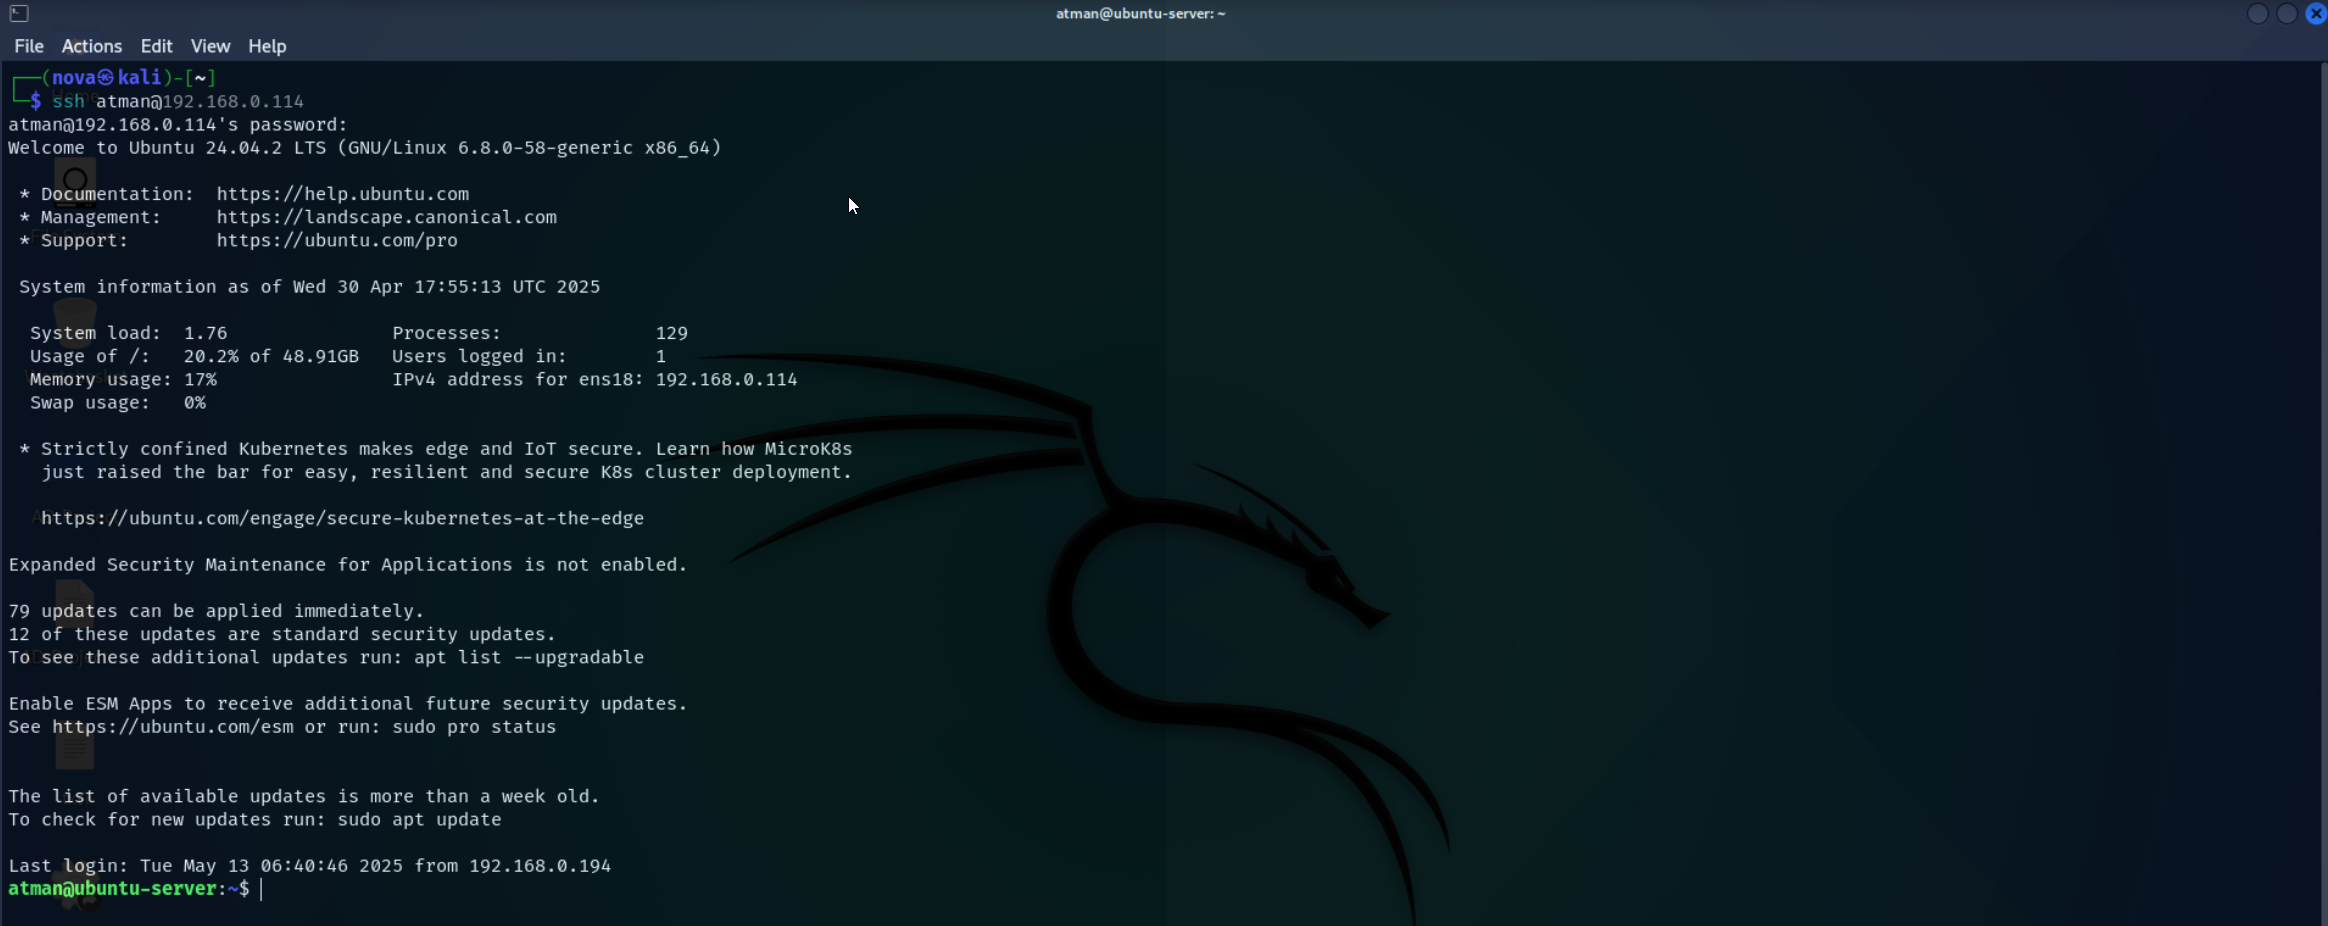 atman@ubuntu-server: ~
File Actions Edit View Help
┌──(nova㉿kali)-[~]
└─$ ssh atman@192.168.0.114
atman@192.168.0.114's password:
Welcome to Ubuntu 24.04.2 LTS (GNU/Linux 6.8.0-58-generic x86_64)
* Documentation:  https://help.ubuntu.com
* Management:     https://landscape.canonical.com
* Support:        https://ubuntu.com/pro
System information as of Wed 30 Apr 17:55:13 UTC 2025
System load:  1.76               Processes:              129
Usage of /:   20.2% of 48.91GB   Users logged in:        1
Memory usage: 17%                IPv4 address for ens18: 192.168.0.114
Swap usage:   0%
* Strictly confined Kubernetes makes edge and IoT secure. Learn how MicroK8s
just raised the bar for easy, resilient and secure K8s cluster deployment.
https://ubuntu.com/engage/secure-kubernetes-at-the-edge
Expanded Security Maintenance for Applications is not enabled.
79 updates can be applied immediately.
12 of these updates are standard security updates.
To see these additional updates run: apt list --upgradable
Enable ESM Apps to receive additional future security updates.
See https://ubuntu.com/esm or run: sudo pro status
The list of available updates is more than a week old.
To check for new updates run: sudo apt update
Last login: Tue May 13 06:40:46 2025 from 192.168.0.194
atman@ubuntu-server:~$